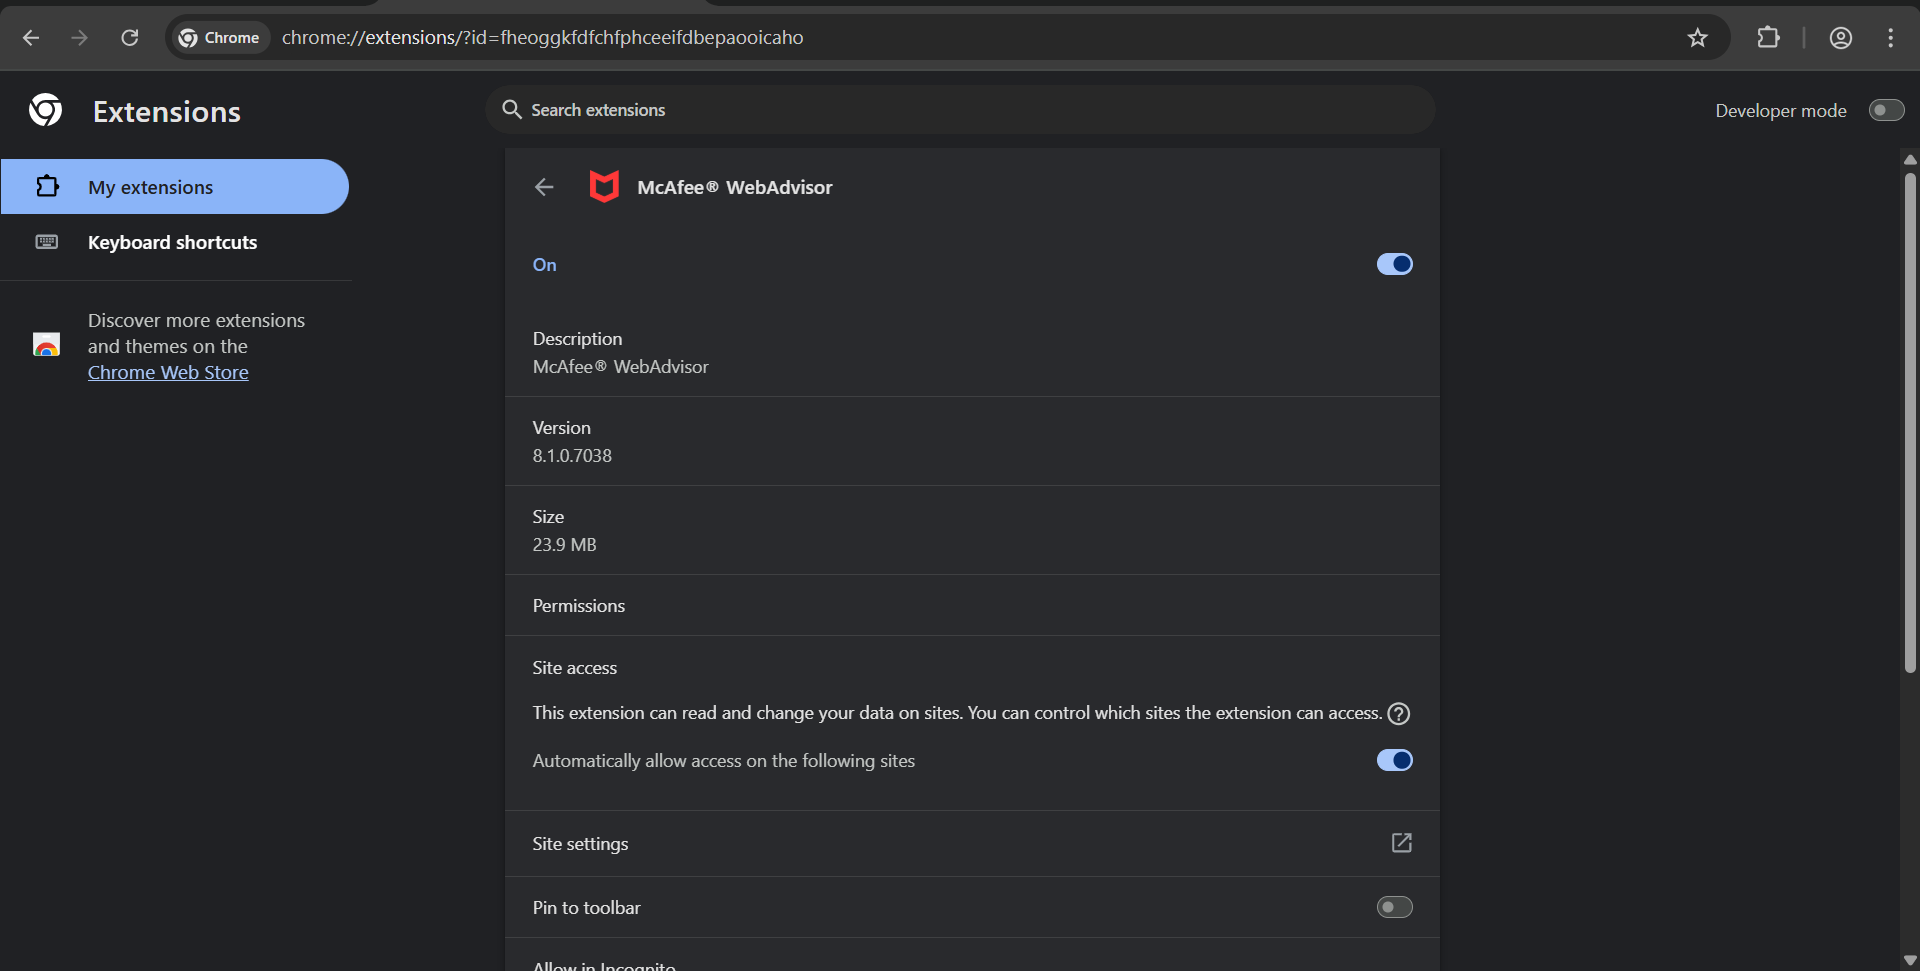 Chrome
chrome://extensions/?id=fheoggkfdfchfphceeifdbepaooicaho
Extensions
Search extensions
Developer mode
My extensions
Keyboard shortcuts
Discover more extensions
and themes on the
Chrome Web Store
McAfee® WebAdvisor
On
Description
McAfee® WebAdvisor
Version
8.1.0.7038
Size
23.9 MB
Permissions
Site access
This extension can read and change your data on sites. You can control which sites the extension can access.
Automatically allow access on the following sites
Site settings
Pin to toolbar
Allow in Incognito